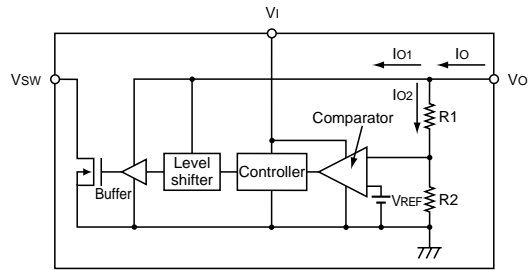 VI
IO1
IO
VSW
VO
IO2
Comparator
R1
Level
shifter
Controller
Buffer
VREF
R2